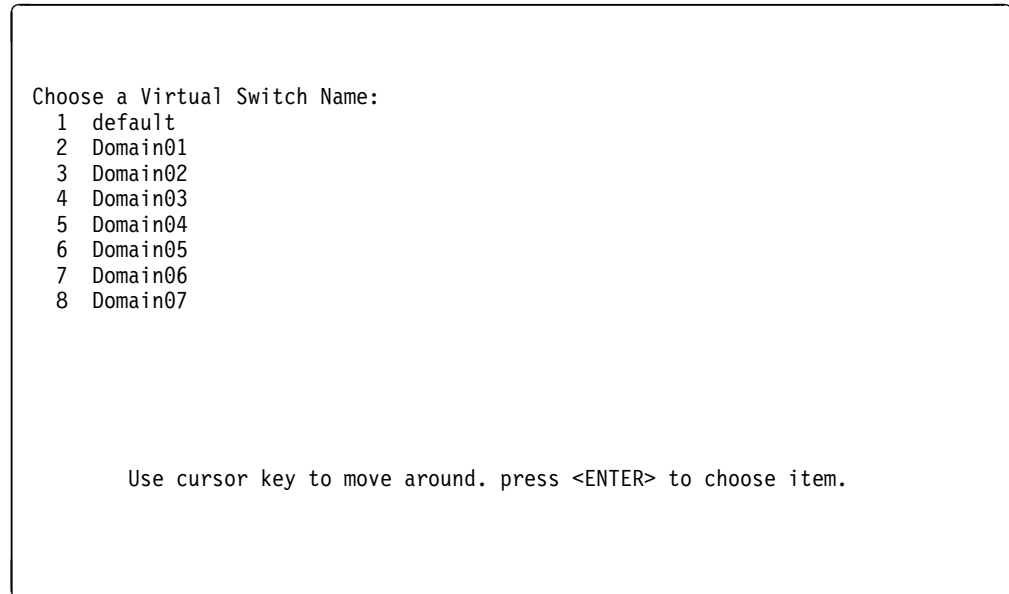 Choose a Virtual Switch Name:
1 default
2 Domain01
3 Domain02
4 Domain03
5 Domain04
6 Domain05
7 Domain06
8 Domain07
Use cursor key to move around. press <ENTER> to choose item.